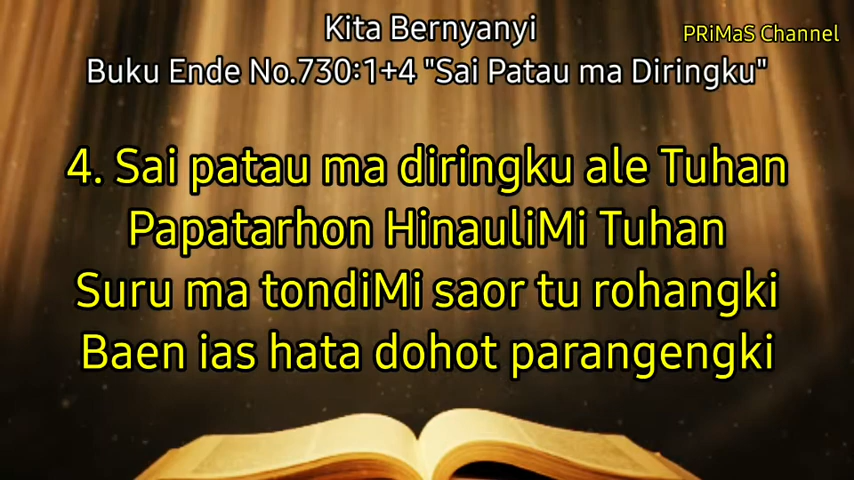 Kita Bernyanyi
PRiMaS Channel
Buku Ende No.730:1+4 "Sai Patau ma Diringku"
4. Sai patau ma diringku ale Tuhan
Papatarhon HinauliMi Tuhan
Suru ma tondiMi saor tu rohangki
Baen ias hata dohot parangengki